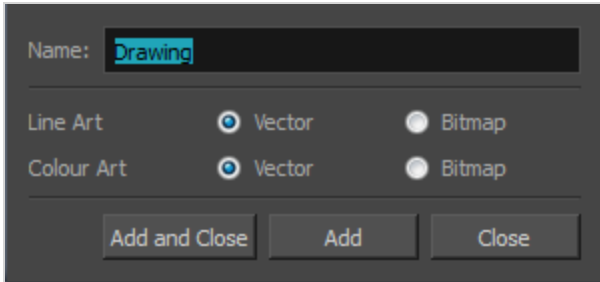 Name: Drawing
Line Art Vector Bitmap
Colour Art Vector Bitmap
Add and Close Add Close